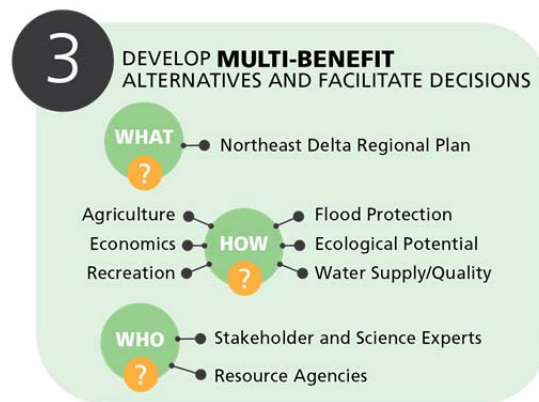 3
DEVELOP MULTI-BENEFIT
ALTERNATIVES AND FACILITATE DECISIONS
WHAT
?
Northeast Delta Regional Plan
Agriculture
Economics
Recreation
HOW
?
Flood Protection
Ecological Potential
Water Supply/Quality
WHO
?
Stakeholder and Science Experts
Resource Agencies